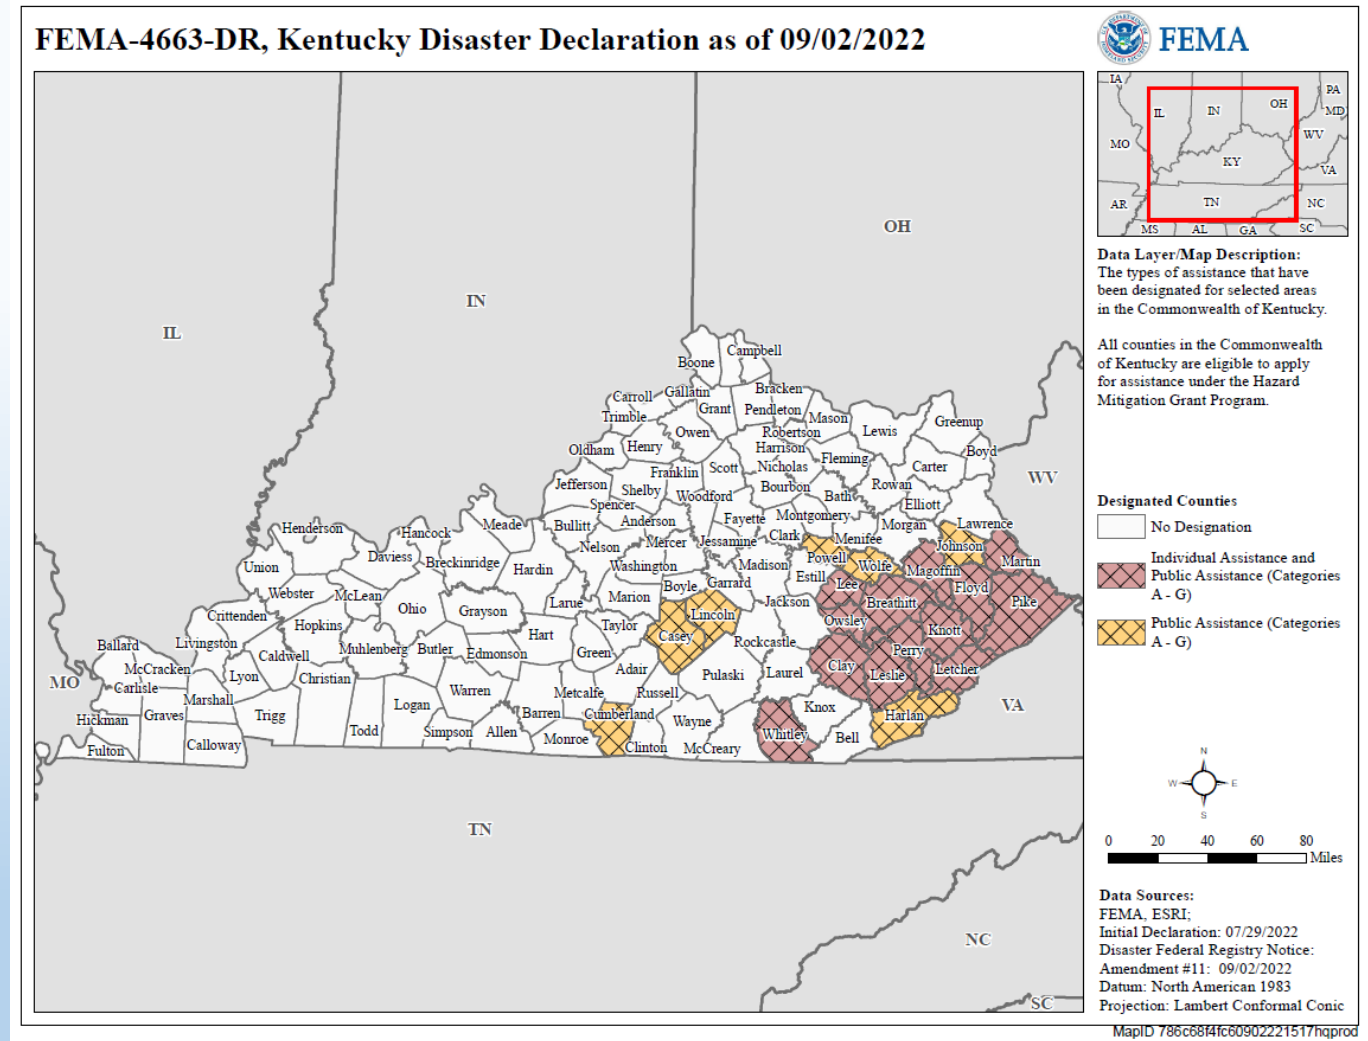 FEMA-4663-DR, Kentucky Disaster Declaration as of 09/02/2022
FEMA
IA
PA
IL
IN
OH
MD
MO
WV
KY
VA
AR
TN
NC
MS
AL
GA
SC
Data Layer/Map Description:
The types of assistance that have
been designated for selected areas
in the Commonwealth of Kentucky.
All counties in the Commonwealth
of Kentucky are eligible to apply
for assistance under the Hazard
Mitigation Grant Program.
Designated Counties
No Designation
Individual Assistance and
Public Assistance (Categories
A - G)
Public Assistance (Categories
A - G)
N
W
E
S
0 20 40 60 80
Miles
Data Sources:
FEMA, ESRI;
Initial Declaration: 07/29/2022
Disaster Federal Registry Notice:
Amendment #11: 09/02/2022
Datum: North American 1983
Projection: Lambert Conformal Conic
MapID 786c68f4fc60902221517hqprod
OH
IN
IL
WV
MO
VA
TN
NC
SC
Boone
Campbell
Carroll
Gallatin
Bracken
Trimble
Grant
Pendleton
Mason
Owen
Robertson
Lewis
Greenup
Oldham
Henry
Harrison
Boyd
Franklin
Scott
Nicholas
Fleming
Carter
Jefferson
Shelby
Woodford
Bourbon
Bath
Rowan
Spencer
Elliott
Bullitt
Anderson
Fayette
Montgomery
Morgan
Lawrence
Henderson
Hancock
Meade
Nelson
Mercer
Jessamine
Clark
Menifee
Johnson
Union
Daviess
Breckinridge
Hardin
Washington
Madison
Powell
Wolfe
Magoffin
Martin
Webster
McLean
Boyle
Garrard
Estill
Lee
Floyd
Crittenden
Ohio
Grayson
Larue
Marion
Lincoln
Jackson
Breathitt
Pike
Hopkins
Taylor
Owsley
Knott
Livingston
Muhlenberg
Butler
Edmonson
Hart
Green
Casey
Rockcastle
Perry
Ballard
McCracken
Caldwell
Lyon
Christian
Adair
Pulaski
Laurel
Clay
Leslie
Letcher
Carlisle
Marshall
Warren
Metcalfe
Russell
Hickman
Graves
Trigg
Logan
Barren
Cumberland
Wayne
Knox
Harlan
Fulton
Calloway
Todd
Simpson
Allen
Monroe
Clinton
McCreary
Whitley
Bell